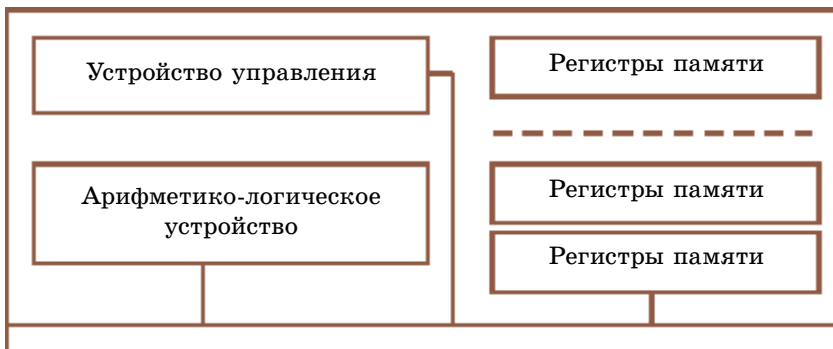 Устройство управления
Регистры памяти
Арифметико-логическое
устройство
Регистры памяти
Регистры памяти